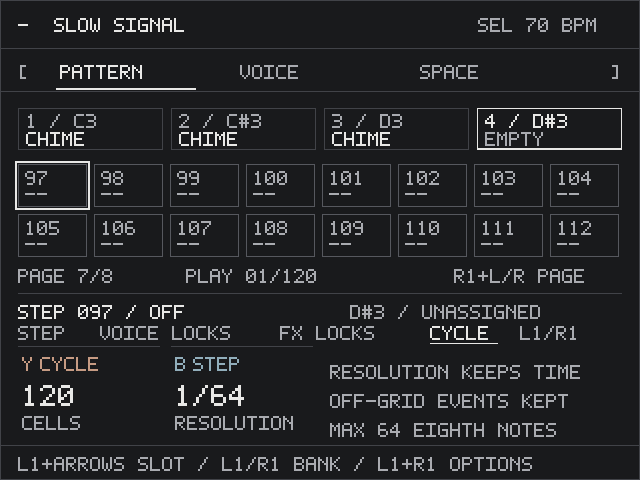 – SLOW SIGNAL SEL 70 BPM
[ PATTERN VOICE SPACE ]
1 / C3 2 / C#3 3 / D3 4 / D#3
CHIME CHIME CHIME EMPTY
97 98 99 100 101 102 103 104
-- -- -- -- -- -- -- --
105 106 107 108 109 110 111 112
-- -- -- -- -- -- -- --
PAGE 7/8 PLAY 01/120 R1+L/R PAGE
STEP 097 / OFF D#3 / UNASSIGNED
STEP VOICE LOCKS FX LOCKS CYCLE L1/R1
Y CYCLE B STEP
120 1/64
CELLS RESOLUTION
RESOLUTION KEEPS TIME
OFF-GRID EVENTS KEPT
MAX 64 EIGHTH NOTES
L1+ARROWS SLOT / L1/R1 BANK / L1+R1 OPTIONS